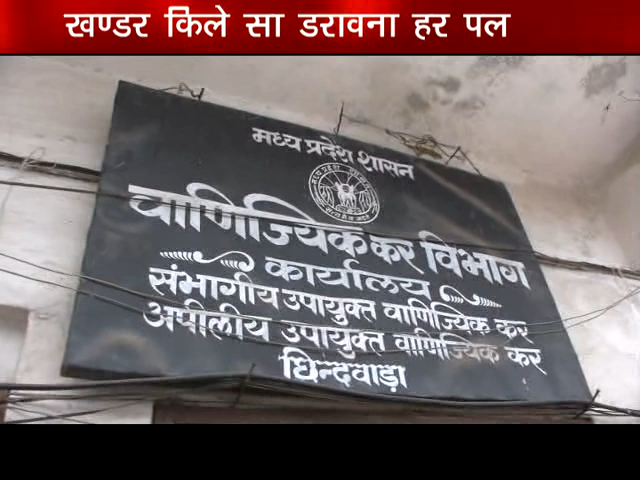 खण्डर किले सा डरावना हर पल
मध्य प्रदेश शासन
वाणिज्यिक कर विभाग
कार्यालय
संभागीय उपायुक्त वाणिज्यिक कर
अपीलीय उपायुक्त वाणिज्यिक कर
छिन्दवाड़ा